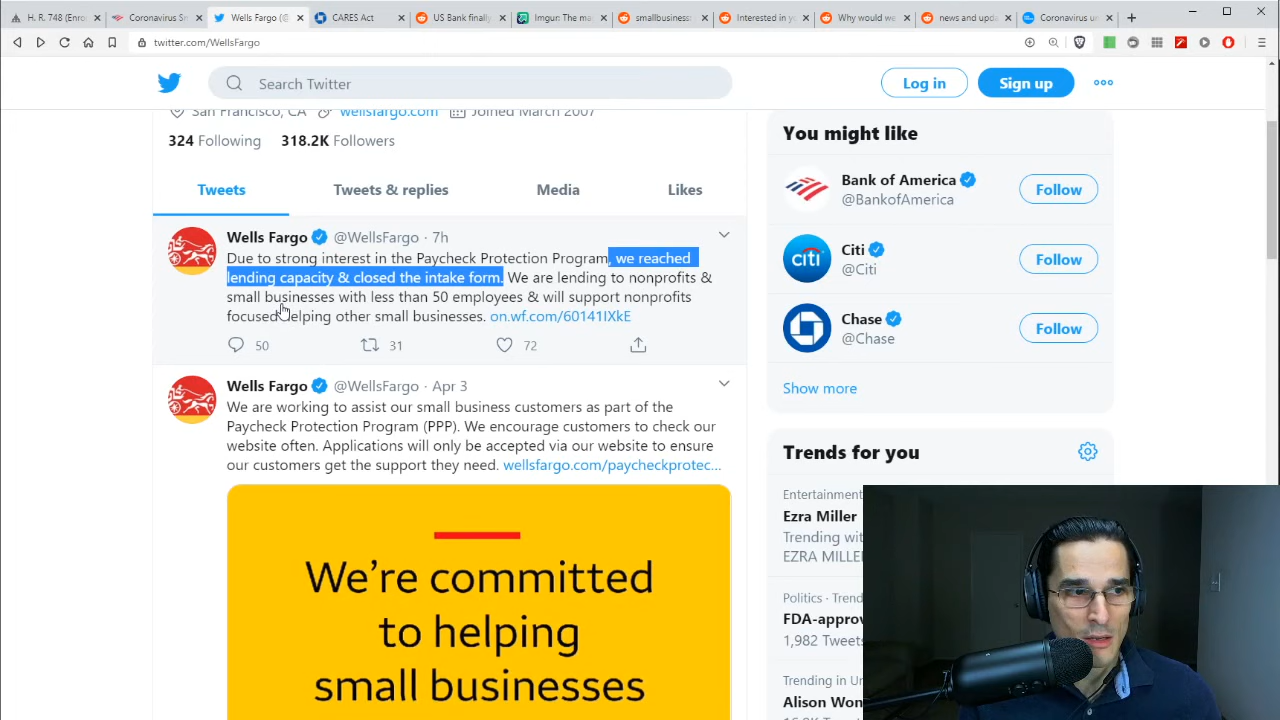 H. R. 748 (Enro
Coronavirus Sm
Wells Fargo (@
CARES Act
US Bank finally
Imgur: The ma
smallbusiness
Interested in yo
Why would we
news and upda
Coronavirus u
twitter.com/WellsFargo
Search Twitter
Log in
Sign up
San Francisco, CA
wellsfargo.com
Joined March 2007
324 Following
318.2K Followers
Tweets
Tweets & replies
Media
Likes
Wells Fargo @WellsFargo · 7h
Due to strong interest in the Paycheck Protection Program, we reached
lending capacity & closed the intake form. We are lending to nonprofits &
small businesses with less than 50 employees & will support nonprofits
focused helping other small businesses. on.wf.com/60141IXkE
50
31
72
Wells Fargo @WellsFargo · Apr 3
We are working to assist our small business customers as part of the
Paycheck Protection Program (PPP). We encourage customers to check our
website often. Applications will only be accepted via our website to ensure
our customers get the support they need. wellsfargo.com/paycheckprotec...
We're committed
to helping
small businesses
You might like
Bank of America
@BankofAmerica
Follow
citi
Citi
@Citi
Follow
Chase
@Chase
Follow
Show more
Trends for you
Entertainment
Ezra Miller
Trending wit
EZRA MILLE
Politics · Trend
FDA-approv
1,982 Tweets
Trending in Un
Alison Won